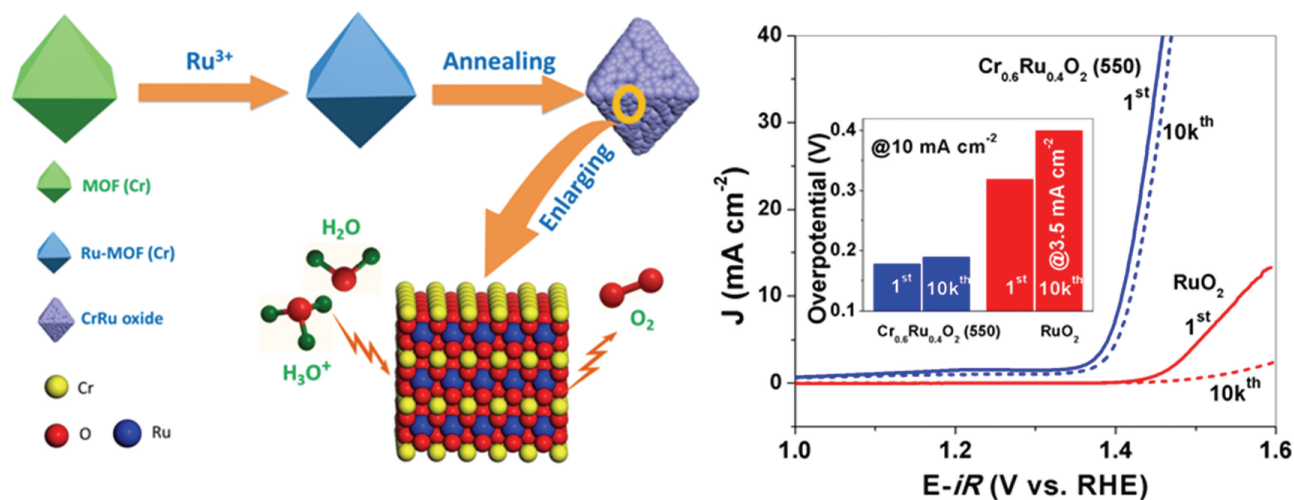 Ru³⁺
Annealing
Enlarging
MOF (Cr)
Ru-MOF (Cr)
CrRu oxide
Cr
O
Ru
H₂O
H₃O⁺
O₂
J (mA cm⁻²)
40
30
20
10
0
1.0
1.2
1.4
1.6
E-iR (V vs. RHE)
Cr₀.₆Ru₀.₄O₂ (550)
1ˢᵗ
10kᵗʰ
RuO₂
1ˢᵗ
10kᵗʰ
Overpotential (V)
0.4
0.3
0.2
0.1
@10 mA cm⁻²
1ˢᵗ
10kᵗʰ
1ˢᵗ
10kᵗʰ
@3.5 mA cm⁻²
Cr₀.₆Ru₀.₄O₂ (550)
RuO₂